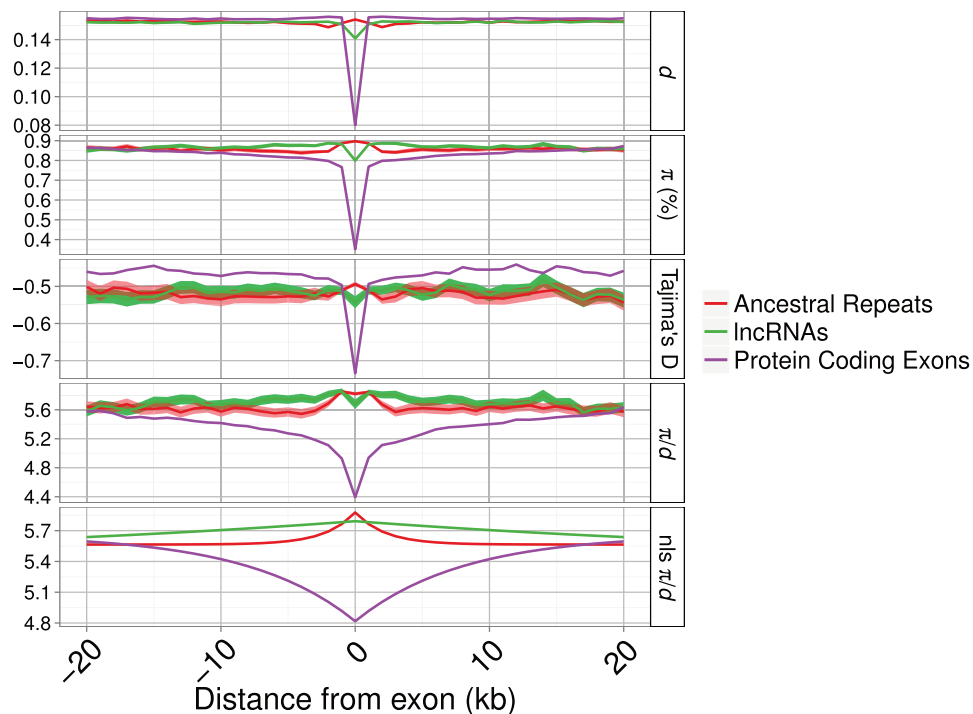 0.14
0.12
0.10
0.08
d
0.9
0.8
0.7
0.6
0.5
0.4
π (%)
−0.5
−0.6
−0.7
Tajima's D
5.6
5.2
4.8
4.4
π/d
5.7
5.4
5.1
4.8
nls π/d
−20
−10
0
10
20
Distance from exon (kb)
Ancestral Repeats
lncRNAs
Protein Coding Exons